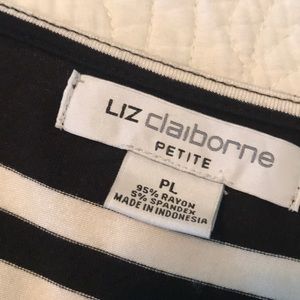 LIZ claiborne
PETITE
PL
95% RAYON
5% SPANDEX
MADE IN INDONESIA